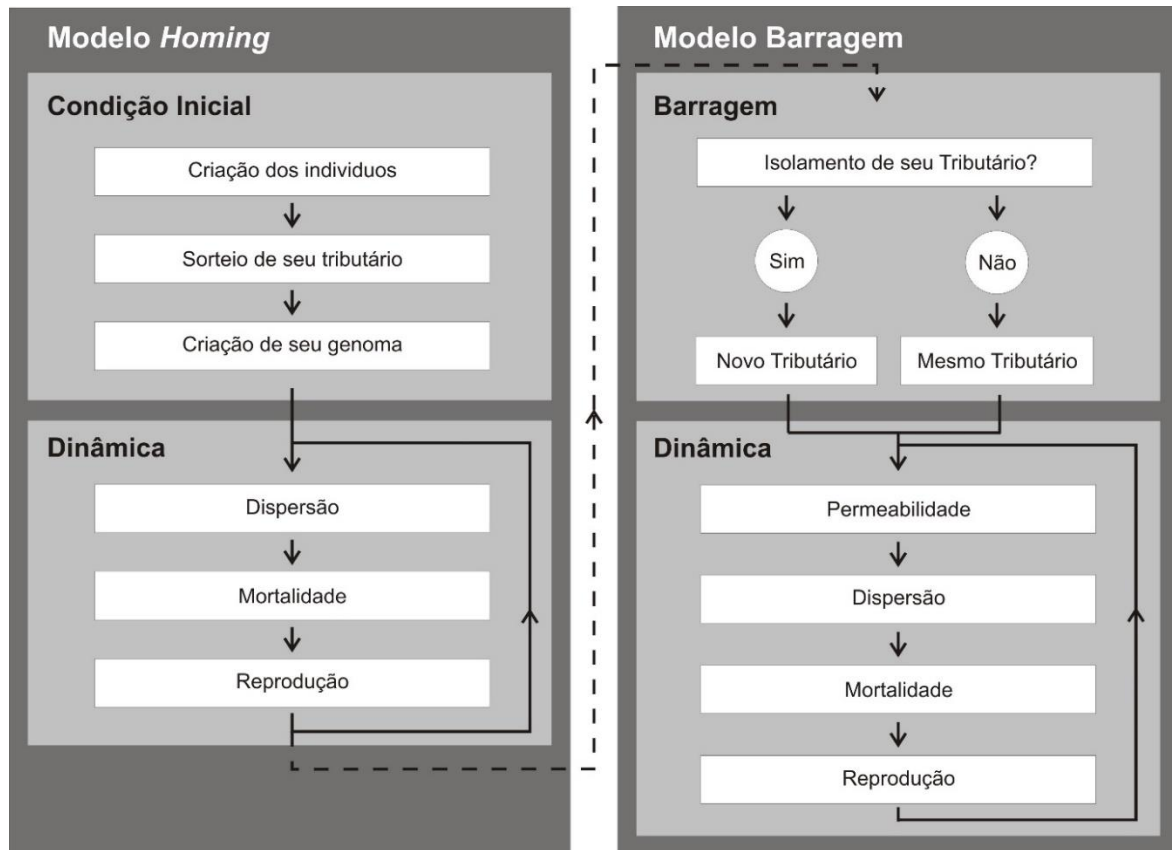 Modelo Homing
Condição Inicial
Criação dos individuos
Sorteio de seu tributário
Criação de seu genoma
Dinâmica
Dispersão
Mortalidade
Reprodução
Modelo Barragem
Barragem
Isolamento de seu Tributário?
Sim
Não
Novo Tributário
Mesmo Tributário
Dinâmica
Permeabilidade
Dispersão
Mortalidade
Reprodução